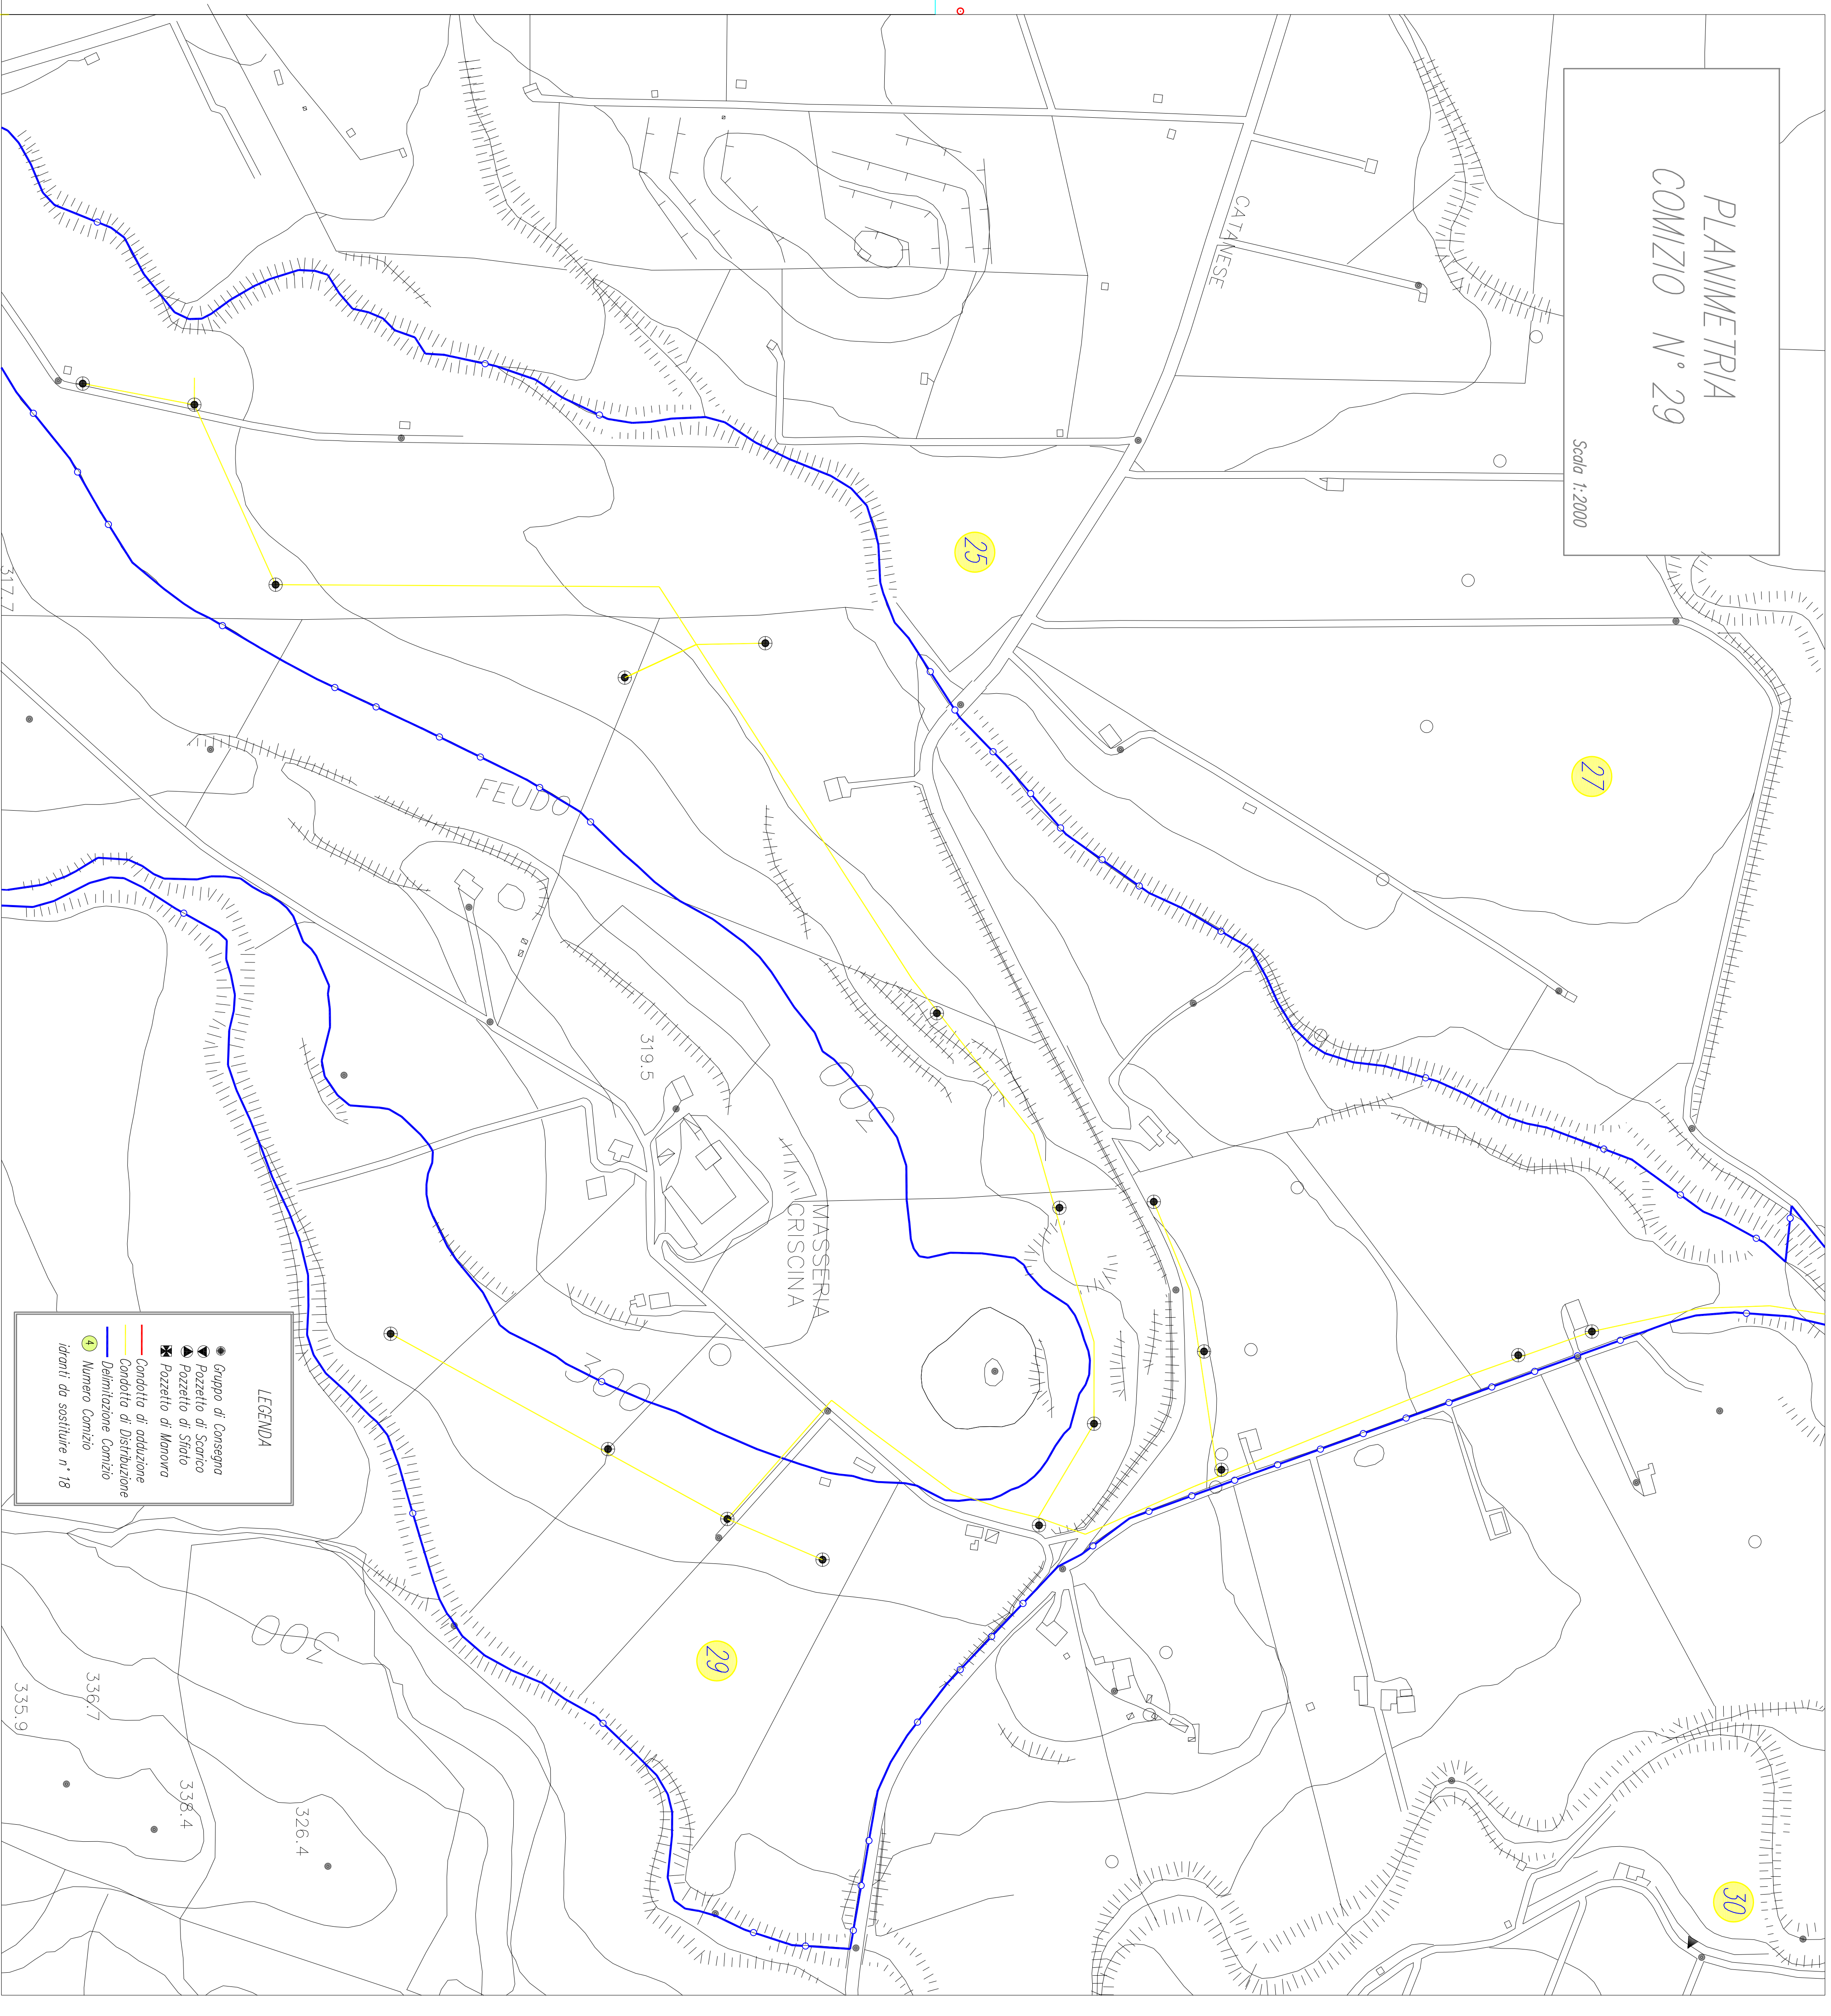 PLANIMETRIA
COMIZIO N° 29
Scala 1:2000
CATANESE
25
27
317.7
FEUDO
300
319.5
MASSERIA
CRISCINA
300
29
30
300
326.4
338.4
336.7
335.9
LEGENDA
Gruppo di Consegna
Pozzetto di Scarico
Pozzetto di Sfiato
Pozzetto di Manovra
Condotta di adduzione
Condotta di Distribuzione
Delimitazione Comizio
4 Numero Comizio
idranti da sostituire n° 18